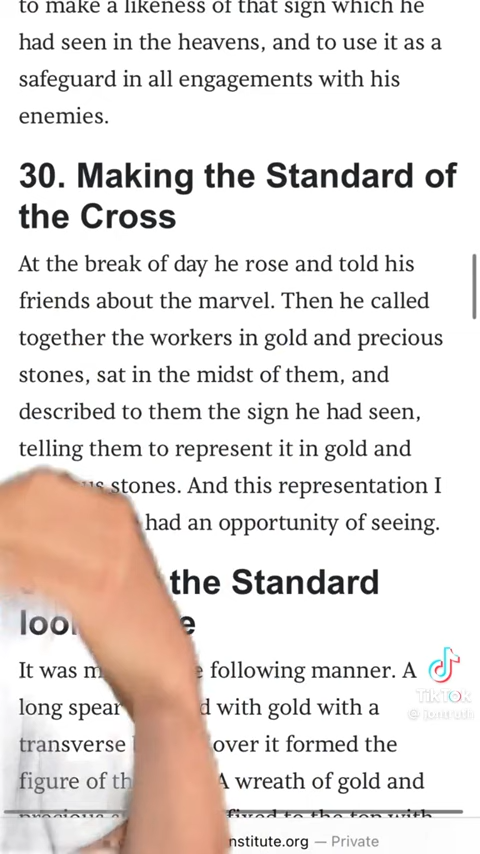 to make a likeness of that sign which he
had seen in the heavens, and to use it as a
safeguard in all engagements with his
enemies.
30. Making the Standard of
the Cross
At the break of day he rose and told his
friends about the marvel. Then he called
together the workers in gold and precious
stones, sat in the midst of them, and
described to them the sign he had seen,
telling them to represent it in gold and
stones. And this representation I
had an opportunity of seeing.
the Standard
It was following manner. A
long spear with gold with a
transverse over it formed the
figure of A wreath of gold and
fixed to the top with
TikTok
nstitute.org — Private